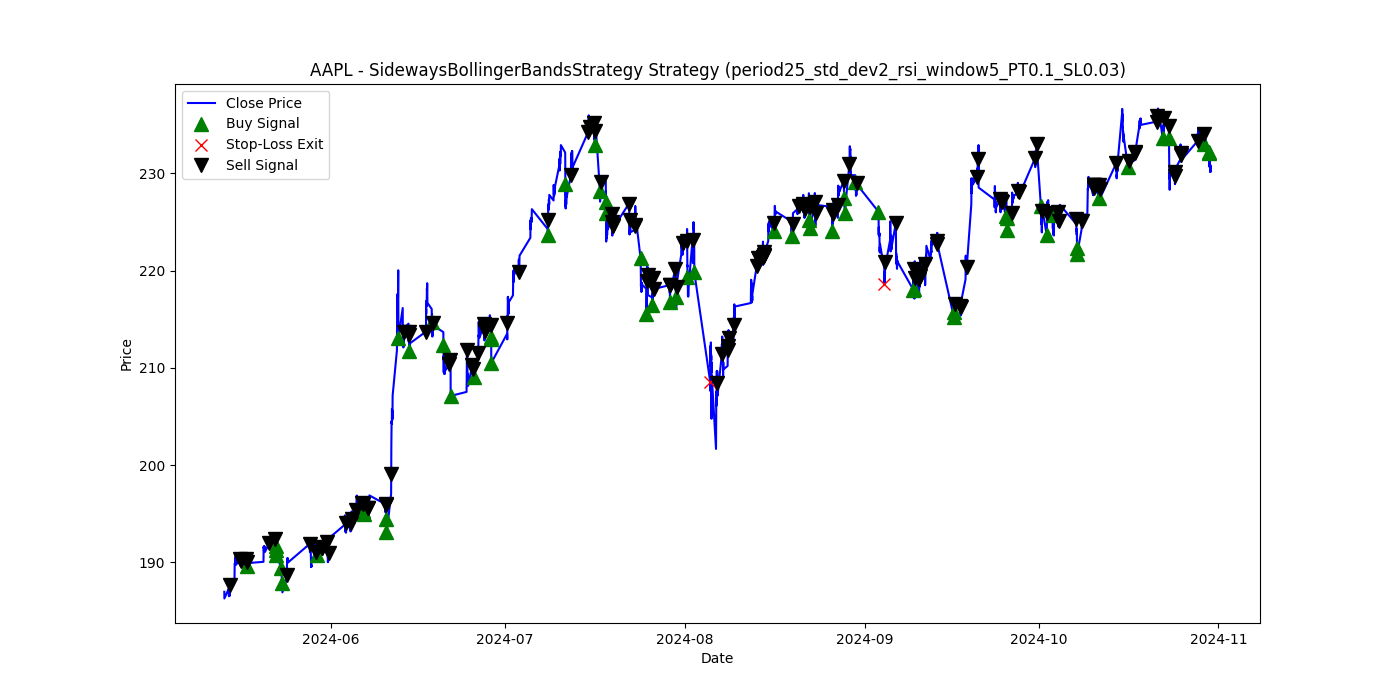 AAPL - SidewaysBollingerBandsStrategy Strategy (period25_std_dev2_rsi_window5_PT0.1_SL0.03)
Close Price
Buy Signal
Stop-Loss Exit
Sell Signal
Price
230
220
210
200
190
2024-06
2024-07
2024-08
2024-09
2024-10
2024-11
Date